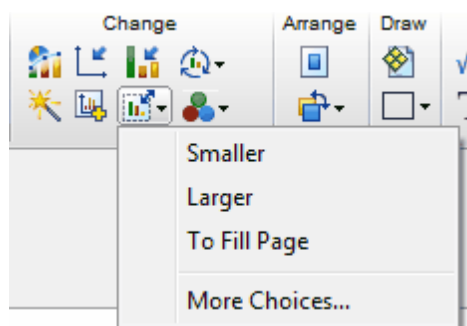 Change Arrange Draw
Smaller
Larger
To Fill Page
More Choices...